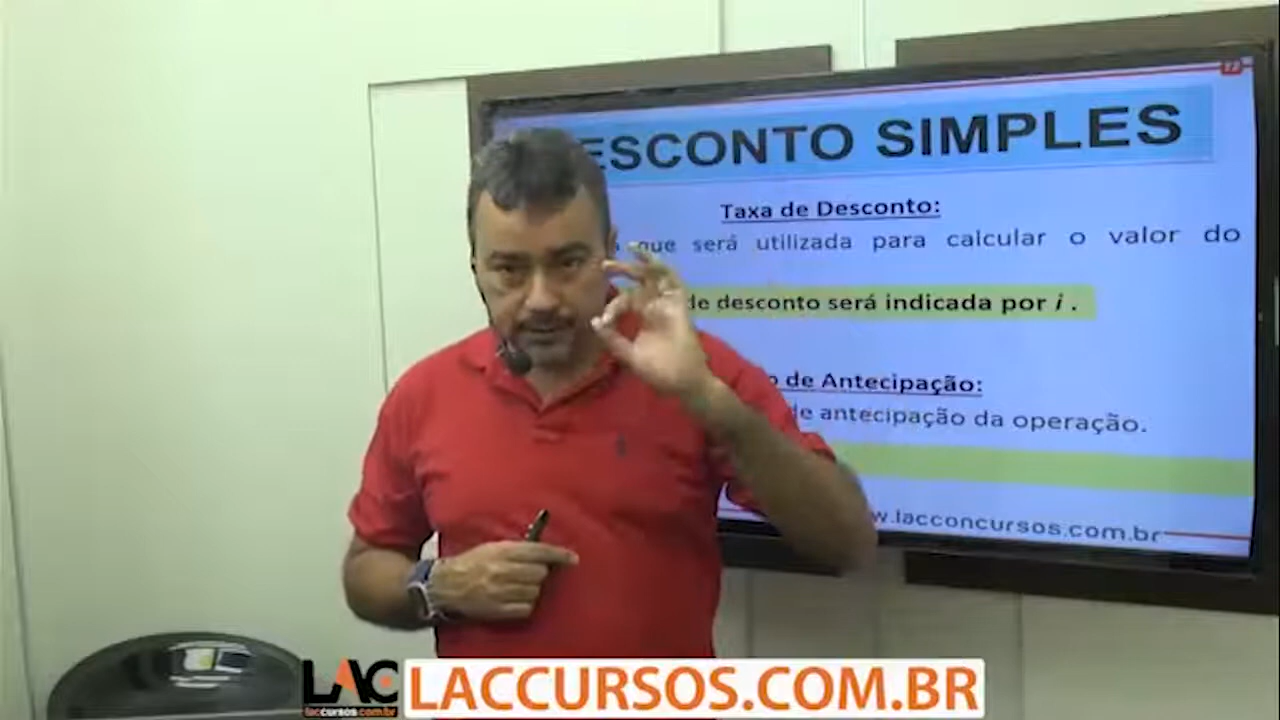 ESCONTO SIMPLES
Taxa de Desconto:
que será utilizada para calcular o valor do
de desconto será indicada por i .
de Antecipação:
de antecipação da operação.
w.lacconcursos.com.br
LAC
laccursos.com.br
LACCURSOS.COM.BR